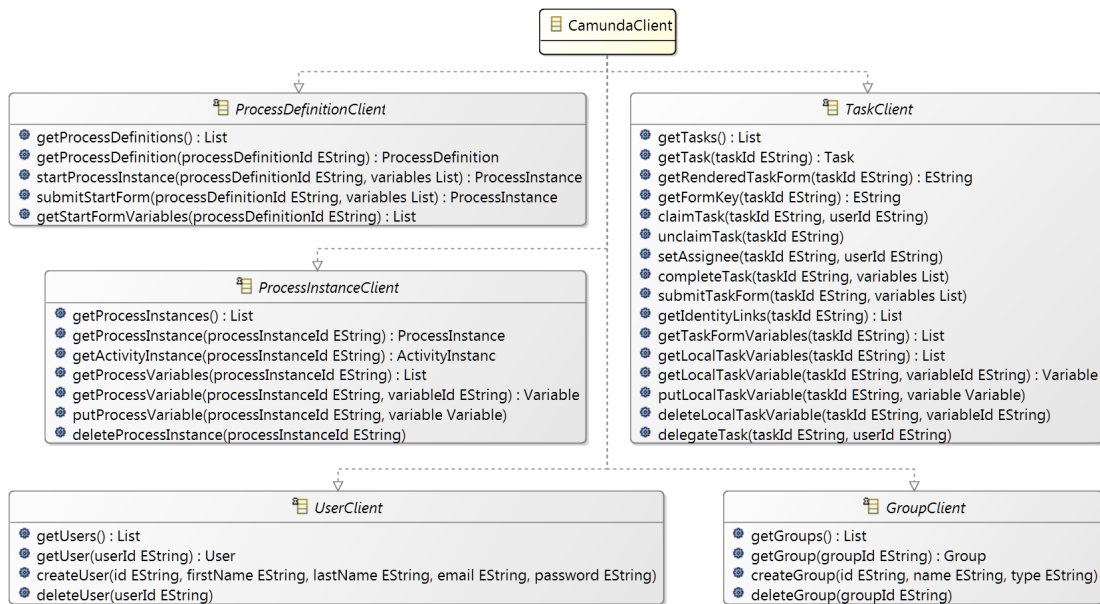 CamundaClient
ProcessDefinitionClient
getProcessDefinitions() : List
getProcessDefinition(processDefinitionId EString) : ProcessDefinition
startProcessInstance(processDefinitionId EString, variables List) : ProcessInstance
submitStartForm(processDefinitionId EString, variables List) : ProcessInstance
getStartFormVariables(processDefinitionId EString) : List
TaskClient
getTasks() : List
getTask(taskId EString) : Task
getRenderedTaskForm(taskId EString) : EString
getFormKey(taskId EString) : EString
claimTask(taskId EString, userId EString)
unclaimTask(taskId EString)
setAssignee(taskId EString, userId EString)
completeTask(taskId EString, variables List)
submitTaskForm(taskId EString, variables List)
getIdentityLinks(taskId EString) : List
getTaskFormVariables(taskId EString) : List
getLocalTaskVariables(taskId EString) : List
getLocalTaskVariable(taskId EString, variableId EString) : Variable
putLocalTaskVariable(taskId EString, variable Variable)
deleteLocalTaskVariable(taskId EString, variableId EString)
delegateTask(taskId EString, userId EString)
ProcessInstanceClient
getProcessInstances() : List
getProcessInstance(processInstanceId EString) : ProcessInstance
getActivityInstance(processInstanceId EString) : ActivityInstanc
getProcessVariables(processInstanceId EString) : List
getProcessVariable(processInstanceId EString, variableId EString) : Variable
putProcessVariable(processInstanceId EString, variable Variable)
deleteProcessInstance(processInstanceId EString)
UserClient
getUsers() : List
getUser(userId EString) : User
createUser(id EString, firstName EString, lastName EString, email EString, password EString)
deleteUser(userId EString)
GroupClient
getGroups() : List
getGroup(groupId EString) : Group
createGroup(id EString, name EString, type EString)
deleteGroup(groupId EString)